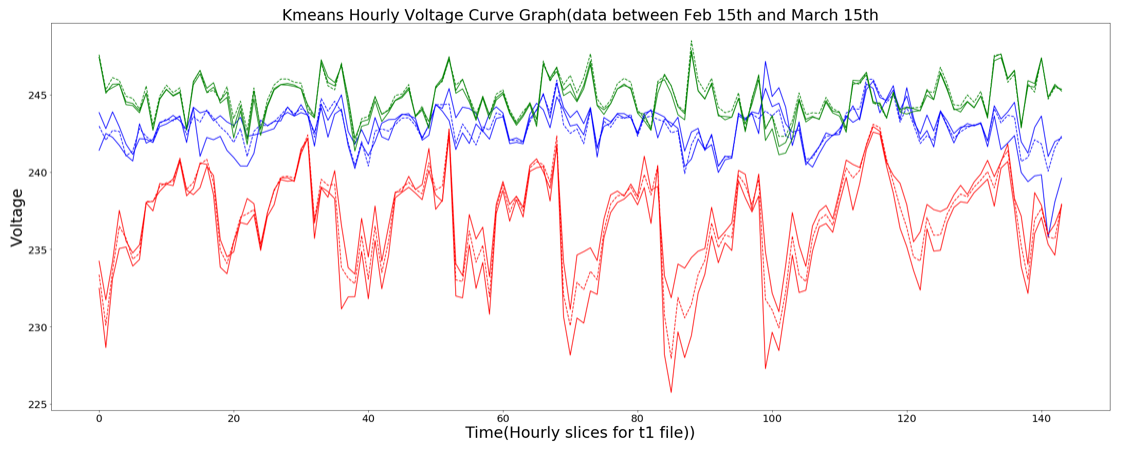 Kmeans Hourly Voltage Curve Graph(data between Feb 15th and March 15th
Voltage
245
240
235
230
225
0 20 40 60 80 100 120 140
Time(Hourly slices for t1 file))